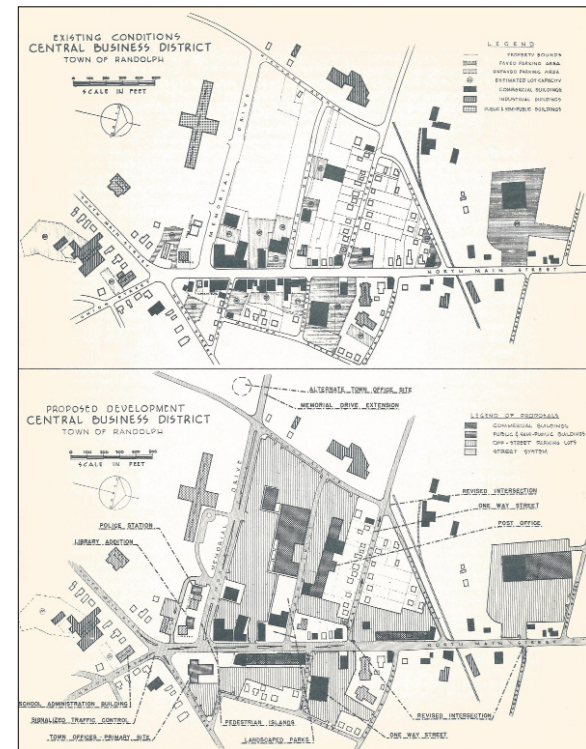 EXISTING CONDITIONS
CENTRAL BUSINESS DISTRICT
TOWN OF RANDOLPH
SCALE IN FEET
LEGEND
PROPERTY BOUNDS
PAVED PARKING AREA
UNPAVED PARKING AREA
ESTIMATED LOT CAPACITY
COMMERCIAL BUILDINGS
INDUSTRIAL BUILDINGS
PUBLIC & SEMI-PUBLIC BUILDINGS
MEMORIAL DRIVE
SOUTH MAIN
NORTH MAIN STREET
ALTERNATE TOWN OFFICE SITE
MEMORIAL DRIVE EXTENSION
PROPOSED DEVELOPMENT
CENTRAL BUSINESS DISTRICT
TOWN OF RANDOLPH
SCALE IN FEET
LEGEND OF PROPOSALS
COMMERCIAL BUILDINGS
PUBLIC & SEMI-PUBLIC BUILDINGS
OFF-STREET PARKING LOTS
STREET SYSTEM
REVISED INTERSECTION
ONE WAY STREET
POST OFFICE
POLICE STATION
LIBRARY ADDITION
MEMORIAL DRIVE
NORTH MAIN STREET
SCHOOL ADMINISTRATION BUILDING
SIGNALIZED TRAFFIC CONTROL
TOWN OFFICES - PRIMARY SITE
PEDESTRIAN ISLANDS
LANDSCAPED PARKS
REVISED INTERSECTION
ONE WAY STREET